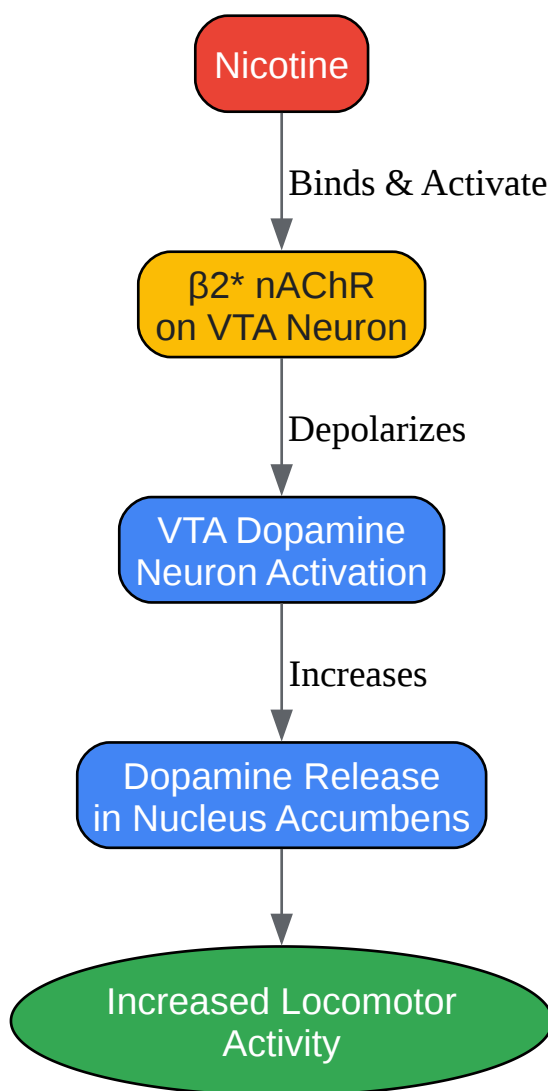 Nicotine
Binds & Activate
β2* nAChR
on VTA Neuron
Depolarizes
VTA Dopamine
Neuron Activation
Increases
Dopamine Release
in Nucleus Accumbens
Increased Locomotor
Activity